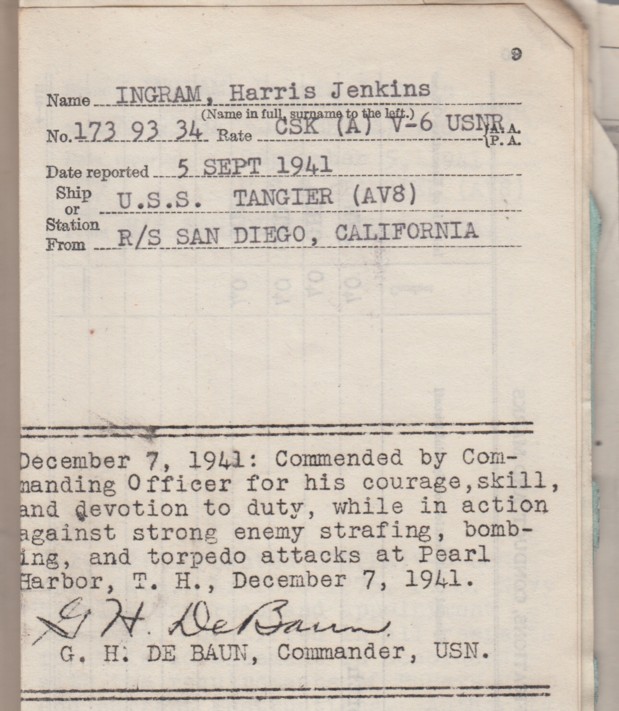 9
Name INGRAM, Harris Jenkins
(Name in full, surname to the left.)
No. 173 93 34 Rate CSK (A) V-6 USNR {A. A.
{P. A.
Date reported 5 SEPT 1941
Ship or Station U.S.S. TANGIER (AV8)
From R/S SAN DIEGO, CALIFORNIA
December 7, 1941: Commended by Com-
manding Officer for his courage,skill,
and devotion to duty, while in action
against strong enemy strafing, bomb-
ing, and torpedo attacks at Pearl
Harbor, T. H., December 7, 1941.
G H. DeBaun
G. H. DE BAUN, Commander, USN.